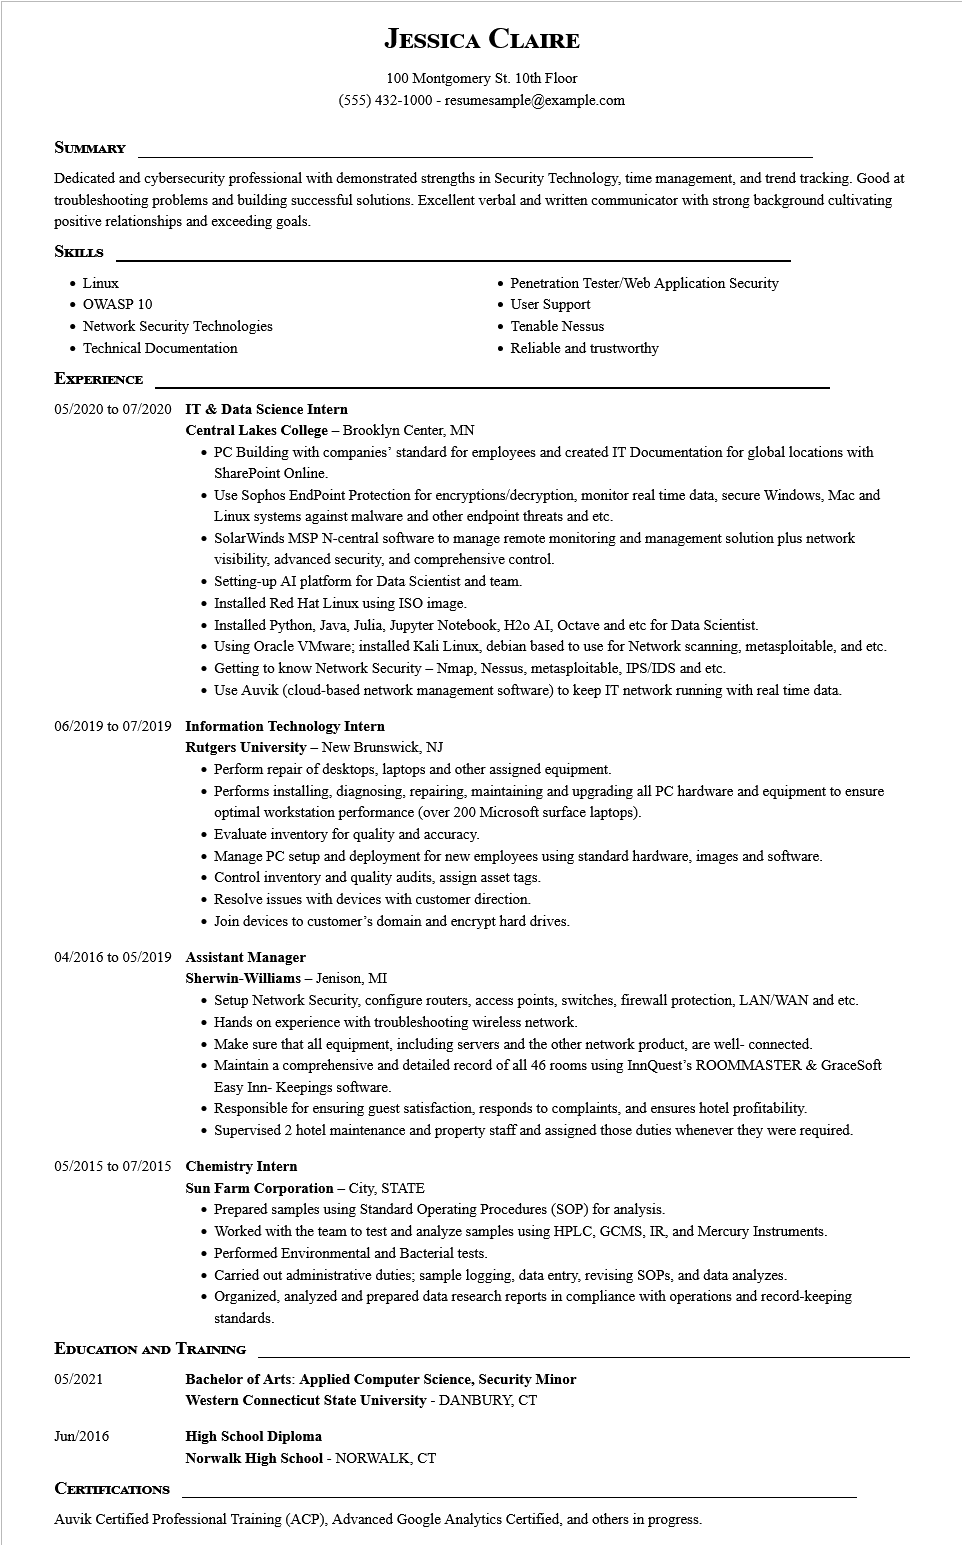 Jessica Claire
100 Montgomery St. 10th Floor
(555) 432-1000 - resumesample@example.com
Summary
Dedicated and cybersecurity professional with demonstrated strengths in Security Technology, time management, and trend tracking. Good at
troubleshooting problems and building successful solutions. Excellent verbal and written communicator with strong background cultivating
positive relationships and exceeding goals.
Skills
• Linux
• OWASP 10
• Network Security Technologies
• Technical Documentation
• Penetration Tester/Web Application Security
• User Support
• Tenable Nessus
• Reliable and trustworthy
Experience
05/2020 to 07/2020 IT & Data Science Intern
Central Lakes College – Brooklyn Center, MN
• PC Building with companies’ standard for employees and created IT Documentation for global locations with
SharePoint Online.
• Use Sophos EndPoint Protection for encryptions/decryption, monitor real time data, secure Windows, Mac and
Linux systems against malware and other endpoint threats and etc.
• SolarWinds MSP N-central software to manage remote monitoring and management solution plus network
visibility, advanced security, and comprehensive control.
• Setting-up AI platform for Data Scientist and team.
• Installed Red Hat Linux using ISO image.
• Installed Python, Java, Julia, Jupyter Notebook, H2o AI, Octave and etc for Data Scientist.
• Using Oracle VMware; installed Kali Linux, debian based to use for Network scanning, metasploitable, and etc.
• Getting to know Network Security – Nmap, Nessus, metasploitable, IPS/IDS and etc.
• Use Auvik (cloud-based network management software) to keep IT network running with real time data.
06/2019 to 07/2019 Information Technology Intern
Rutgers University – New Brunswick, NJ
• Perform repair of desktops, laptops and other assigned equipment.
• Performs installing, diagnosing, repairing, maintaining and upgrading all PC hardware and equipment to ensure
optimal workstation performance (over 200 Microsoft surface laptops).
• Evaluate inventory for quality and accuracy.
• Manage PC setup and deployment for new employees using standard hardware, images and software.
• Control inventory and quality audits, assign asset tags.
• Resolve issues with devices with customer direction.
• Join devices to customer’s domain and encrypt hard drives.
04/2016 to 05/2019 Assistant Manager
Sherwin-Williams – Jenison, MI
• Setup Network Security, configure routers, access points, switches, firewall protection, LAN/WAN and etc.
• Hands on experience with troubleshooting wireless network.
• Make sure that all equipment, including servers and the other network product, are well- connected.
• Maintain a comprehensive and detailed record of all 46 rooms using InnQuest’s ROOMMASTER & GraceSoft
Easy Inn- Keepings software.
• Responsible for ensuring guest satisfaction, responds to complaints, and ensures hotel profitability.
• Supervised 2 hotel maintenance and property staff and assigned those duties whenever they were required.
05/2015 to 07/2015 Chemistry Intern
Sun Farm Corporation – City, STATE
• Prepared samples using Standard Operating Procedures (SOP) for analysis.
• Worked with the team to test and analyze samples using HPLC, GCMS, IR, and Mercury Instruments.
• Performed Environmental and Bacterial tests.
• Carried out administrative duties; sample logging, data entry, revising SOPs, and data analyzes.
• Organized, analyzed and prepared data research reports in compliance with operations and record-keeping
standards.
Education and Training
05/2021 Bachelor of Arts: Applied Computer Science, Security Minor
Western Connecticut State University - DANBURY, CT
Jun/2016 High School Diploma
Norwalk High School - NORWALK, CT
Certifications
Auvik Certified Professional Training (ACP), Advanced Google Analytics Certified, and others in progress.